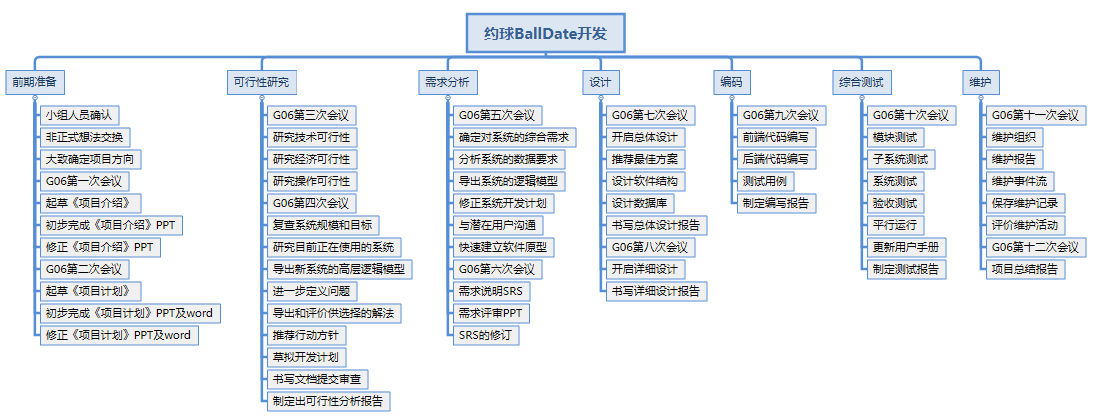 约球BallDate开发
前期准备
小组人员确认
非正式想法交换
大致确定项目方向
G06第一次会议
起草《项目介绍》
初步完成《项目介绍》PPT
修正《项目介绍》PPT
G06第二次会议
起草《项目计划》
初步完成《项目计划》PPT及word
修正《项目计划》PPT及word
可行性研究
G06第三次会议
研究技术可行性
研究经济可行性
研究操作可行性
G06第四次会议
复查系统规模和目标
研究目前正在使用的系统
导出新系统的高层逻辑模型
进一步定义问题
导出和评价供选择的解法
推荐行动方针
草拟开发计划
书写文档提交审查
制定出可行性分析报告
需求分析
G06第五次会议
确定对系统的综合需求
分析系统的数据要求
导出系统的逻辑模型
修正系统开发计划
与潜在用户沟通
快速建立软件原型
G06第六次会议
需求说明SRS
需求评审PPT
SRS的修订
设计
G06第七次会议
开启总体设计
推荐最佳方案
设计软件结构
设计数据库
书写总体设计报告
G06第八次会议
开启详细设计
书写详细设计报告
编码
G06第九次会议
前端代码编写
后端代码编写
测试用例
制定编写报告
综合测试
G06第十次会议
模块测试
子系统测试
系统测试
验收测试
平行运行
更新用户手册
制定测试报告
维护
G06第十一次会议
维护组织
维护报告
维护事件流
保存维护记录
评价维护活动
G06第十二次会议
项目总结报告